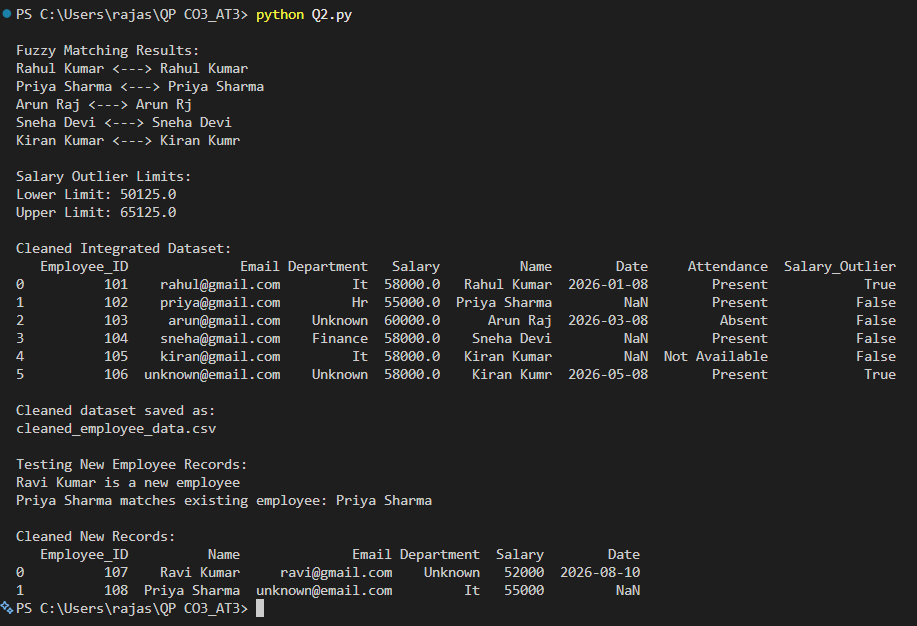 PS C:\Users\rajas\QP CO3_AT3> python Q2.py
Fuzzy Matching Results:
Rahul Kumar <---> Rahul Kumar
Priya Sharma <---> Priya Sharma
Arun Raj <---> Arun Rj
Sneha Devi <---> Sneha Devi
Kiran Kumar <---> Kiran Kumr
Salary Outlier Limits:
Lower Limit: 50125.0
Upper Limit: 65125.0
Cleaned Integrated Dataset:
   Employee_ID              Email Department   Salary          Name        Date     Attendance  Salary_Outlier
0          101    rahul@gmail.com         It  58000.0   Rahul Kumar  2026-01-08        Present            True
1          102    priya@gmail.com         Hr  55000.0  Priya Sharma         NaN        Present           False
2          103     arun@gmail.com    Unknown  60000.0      Arun Raj  2026-03-08         Absent           False
3          104    sneha@gmail.com    Finance  58000.0    Sneha Devi         NaN        Present           False
4          105    kiran@gmail.com         It  58000.0   Kiran Kumar         NaN  Not Available           False
5          106  unknown@email.com    Unknown  58000.0    Kiran Kumr  2026-05-08        Present            True
Cleaned dataset saved as:
cleaned_employee_data.csv
Testing New Employee Records:
Ravi Kumar is a new employee
Priya Sharma matches existing employee: Priya Sharma
Cleaned New Records:
   Employee_ID          Name              Email Department  Salary        Date
0          107    Ravi Kumar     ravi@gmail.com    Unknown   52000  2026-08-10
1          108  Priya Sharma  unknown@email.com         It   55000         NaN
PS C:\Users\rajas\QP CO3_AT3>